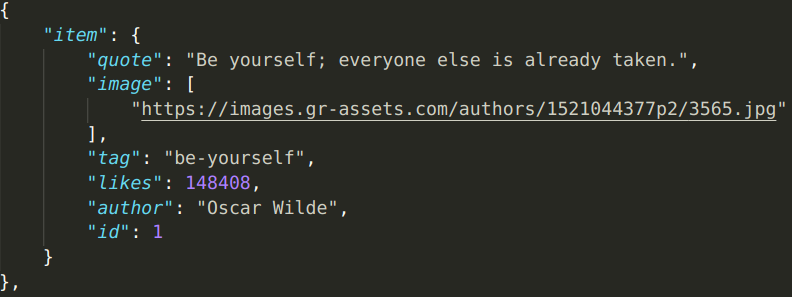 {
    "item": {
        "quote": "Be yourself; everyone else is already taken.",
        "image": [
            "https://images.gr-assets.com/authors/1521044377p2/3565.jpg"
        ],
        "tag": "be-yourself",
        "likes": 148408,
        "author": "Oscar Wilde",
        "id": 1
    }
},